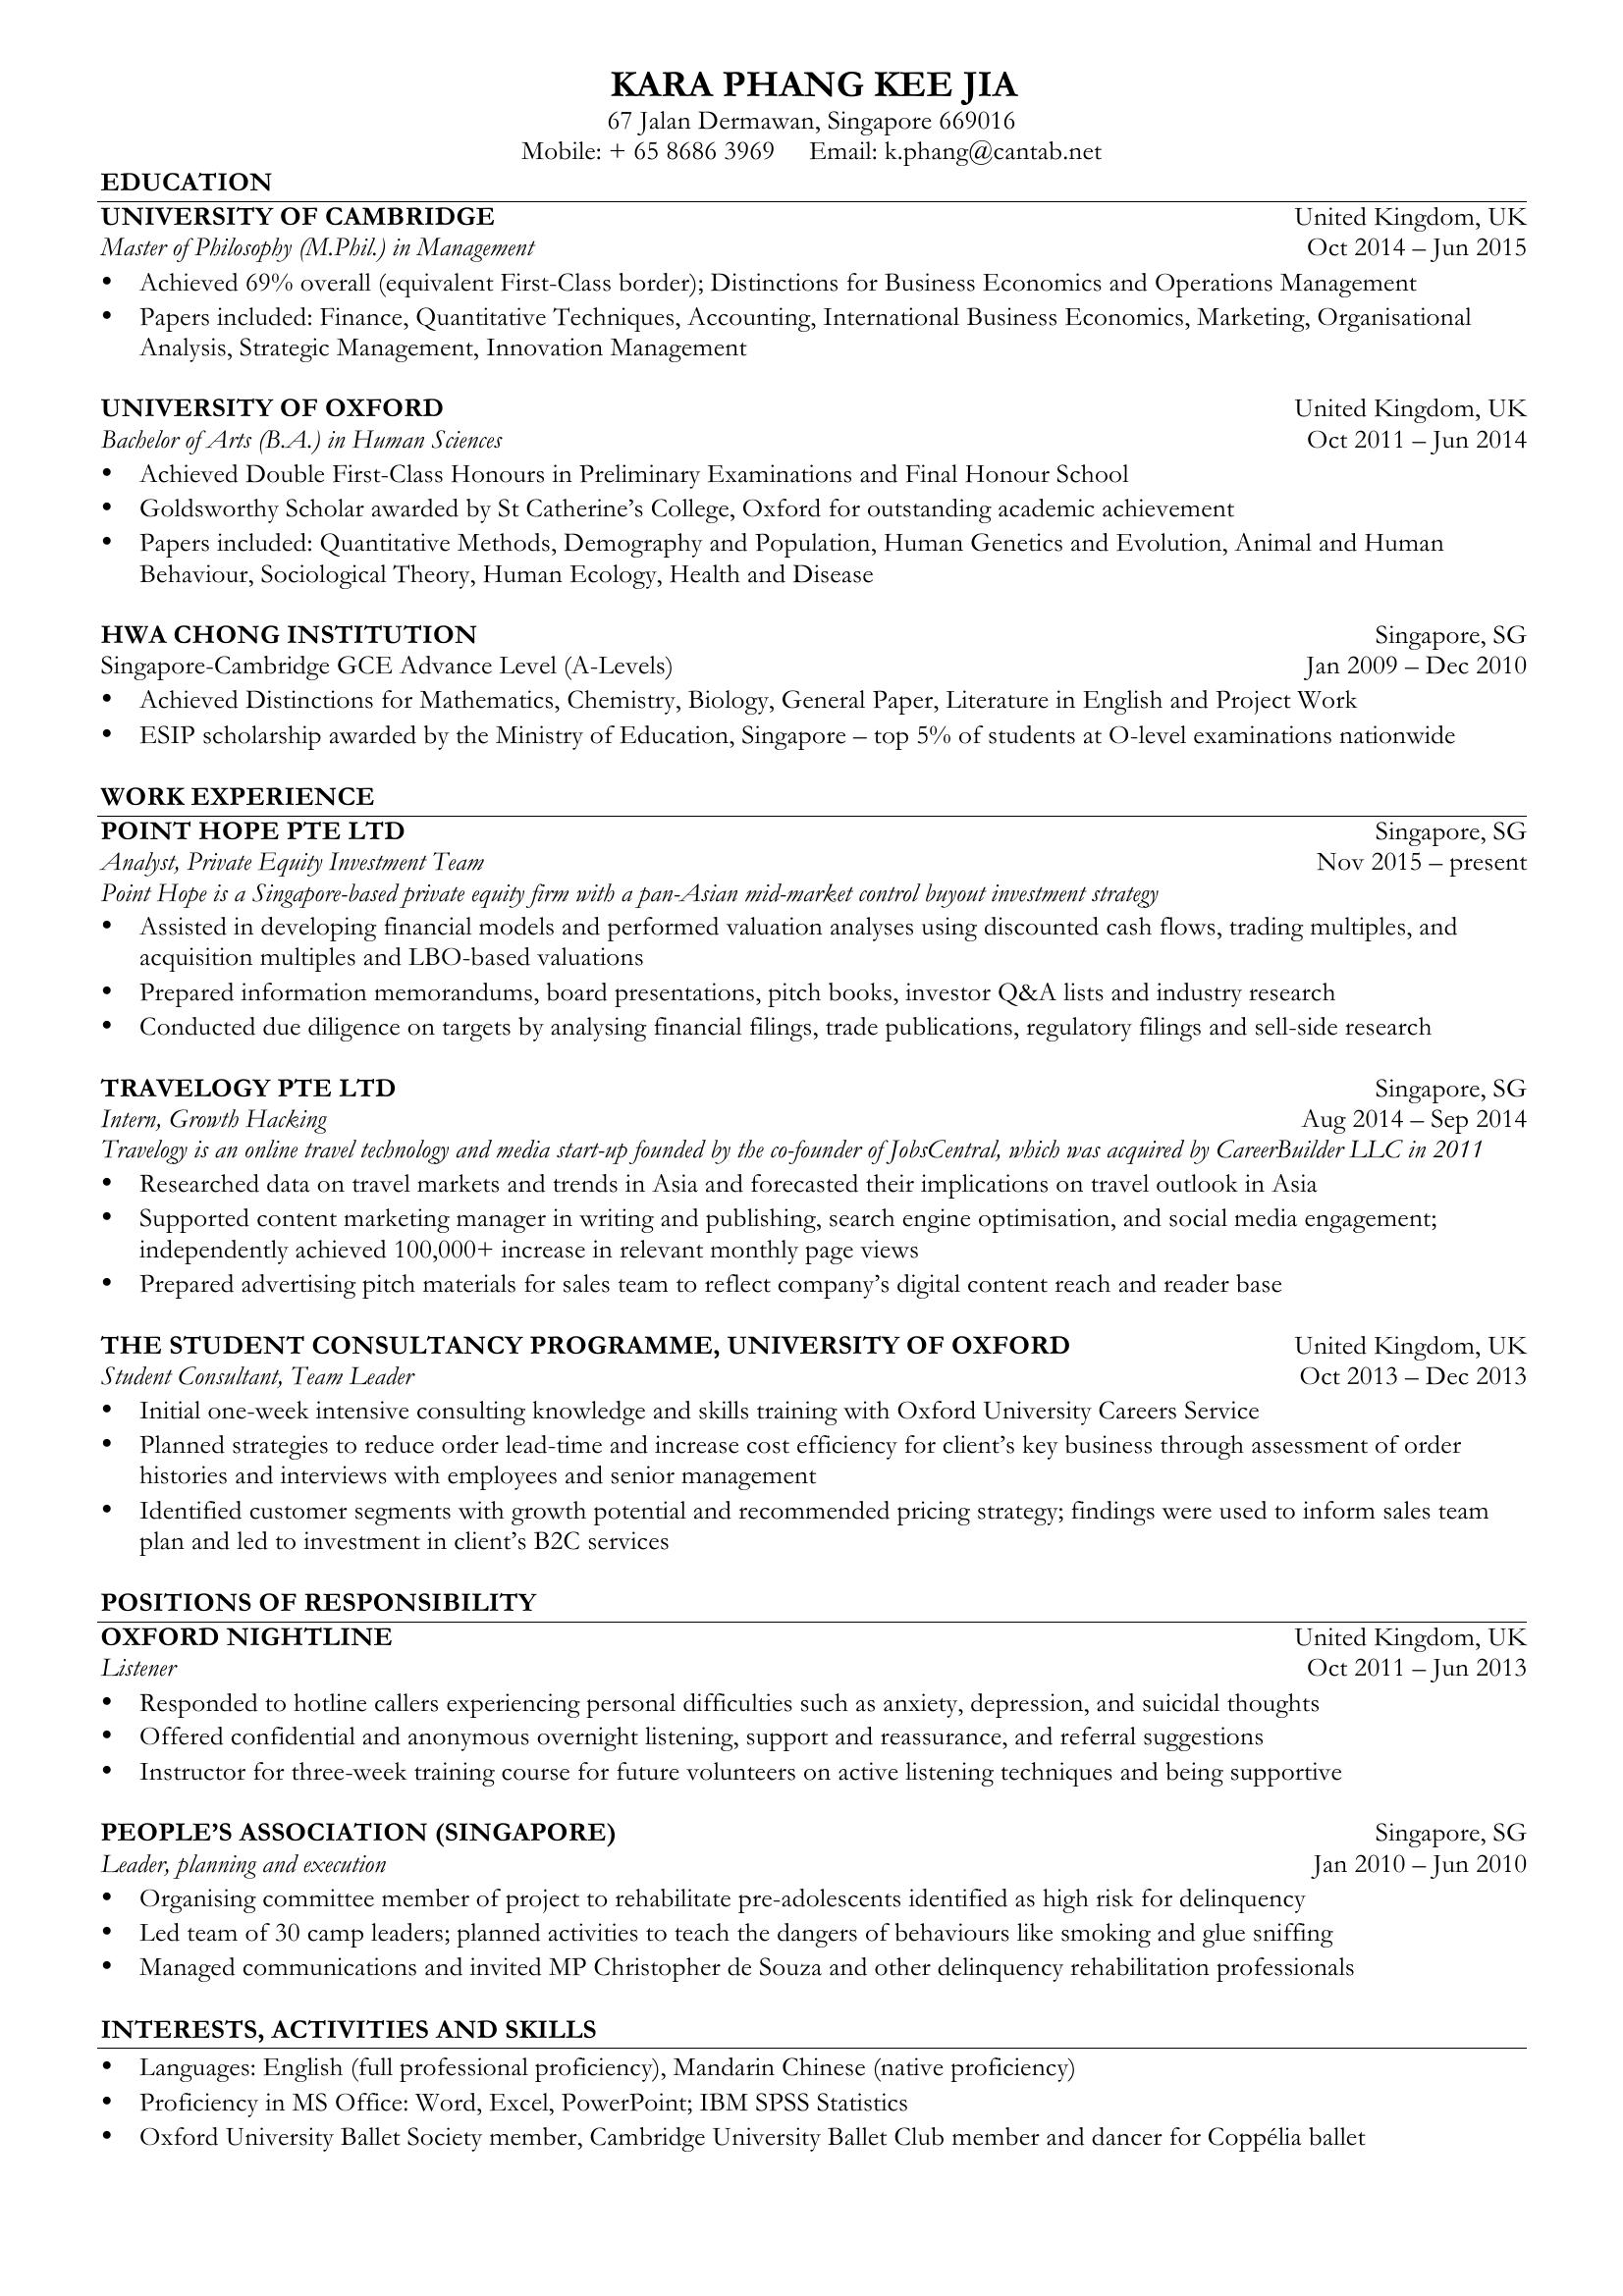 KARA PHANG KEE JIA
67 Jalan Dermawan, Singapore 669016
Mobile: + 65 8686 3969 Email: k.phang@cantab.net
EDUCATION
UNIVERSITY OF CAMBRIDGE United Kingdom, UK
Master of Philosophy (M.Phil.) in Management Oct 2014 – Jun 2015
• Achieved 69% overall (equivalent First-Class border); Distinctions for Business Economics and Operations Management
• Papers included: Finance, Quantitative Techniques, Accounting, International Business Economics, Marketing, Organisational
Analysis, Strategic Management, Innovation Management
UNIVERSITY OF OXFORD United Kingdom, UK
Bachelor of Arts (B.A.) in Human Sciences Oct 2011 – Jun 2014
• Achieved Double First-Class Honours in Preliminary Examinations and Final Honour School
• Goldsworthy Scholar awarded by St Catherine’s College, Oxford for outstanding academic achievement
• Papers included: Quantitative Methods, Demography and Population, Human Genetics and Evolution, Animal and Human
Behaviour, Sociological Theory, Human Ecology, Health and Disease
HWA CHONG INSTITUTION Singapore, SG
Singapore-Cambridge GCE Advance Level (A-Levels) Jan 2009 – Dec 2010
• Achieved Distinctions for Mathematics, Chemistry, Biology, General Paper, Literature in English and Project Work
• ESIP scholarship awarded by the Ministry of Education, Singapore – top 5% of students at O-level examinations nationwide
WORK EXPERIENCE
POINT HOPE PTE LTD Singapore, SG
Analyst, Private Equity Investment Team Nov 2015 – present
Point Hope is a Singapore-based private equity firm with a pan-Asian mid-market control buyout investment strategy
• Assisted in developing financial models and performed valuation analyses using discounted cash flows, trading multiples, and
acquisition multiples and LBO-based valuations
• Prepared information memorandums, board presentations, pitch books, investor Q&A lists and industry research
• Conducted due diligence on targets by analysing financial filings, trade publications, regulatory filings and sell-side research
TRAVELOGY PTE LTD Singapore, SG
Intern, Growth Hacking Aug 2014 – Sep 2014
Travelogy is an online travel technology and media start-up founded by the co-founder of JobsCentral, which was acquired by CareerBuilder LLC in 2011
• Researched data on travel markets and trends in Asia and forecasted their implications on travel outlook in Asia
• Supported content marketing manager in writing and publishing, search engine optimisation, and social media engagement;
independently achieved 100,000+ increase in relevant monthly page views
• Prepared advertising pitch materials for sales team to reflect company’s digital content reach and reader base
THE STUDENT CONSULTANCY PROGRAMME, UNIVERSITY OF OXFORD United Kingdom, UK
Student Consultant, Team Leader Oct 2013 – Dec 2013
• Initial one-week intensive consulting knowledge and skills training with Oxford University Careers Service
• Planned strategies to reduce order lead-time and increase cost efficiency for client’s key business through assessment of order
histories and interviews with employees and senior management
• Identified customer segments with growth potential and recommended pricing strategy; findings were used to inform sales team
plan and led to investment in client’s B2C services
POSITIONS OF RESPONSIBILITY
OXFORD NIGHTLINE United Kingdom, UK
Listener Oct 2011 – Jun 2013
• Responded to hotline callers experiencing personal difficulties such as anxiety, depression, and suicidal thoughts
• Offered confidential and anonymous overnight listening, support and reassurance, and referral suggestions
• Instructor for three-week training course for future volunteers on active listening techniques and being supportive
PEOPLE’S ASSOCIATION (SINGAPORE) Singapore, SG
Leader, planning and execution Jan 2010 – Jun 2010
• Organising committee member of project to rehabilitate pre-adolescents identified as high risk for delinquency
• Led team of 30 camp leaders; planned activities to teach the dangers of behaviours like smoking and glue sniffing
• Managed communications and invited MP Christopher de Souza and other delinquency rehabilitation professionals
INTERESTS, ACTIVITIES AND SKILLS
• Languages: English (full professional proficiency), Mandarin Chinese (native proficiency)
• Proficiency in MS Office: Word, Excel, PowerPoint; IBM SPSS Statistics
• Oxford University Ballet Society member, Cambridge University Ballet Club member and dancer for Coppélia ballet